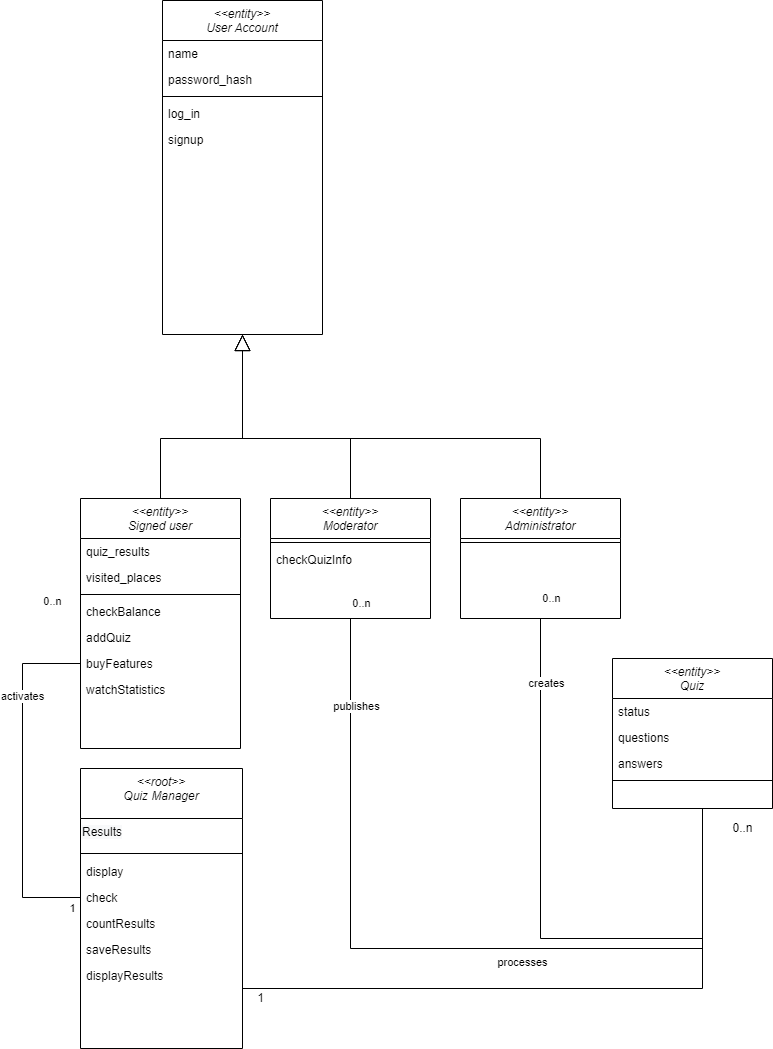 <<entity>>
User Account
name
password_hash
log_in
signup
<<entity>>
Signed user
quiz_results
visited_places
checkBalance
addQuiz
buyFeatures
watchStatistics
0..n
activates
<<entity>>
Moderator
checkQuizInfo
0..n
publishes
<<entity>>
Administrator
0..n
creates
<<entity>>
Quiz
status
questions
answers
0..n
<<root>>
Quiz Manager
Results
display
check
countResults
saveResults
displayResults
1
processes
1